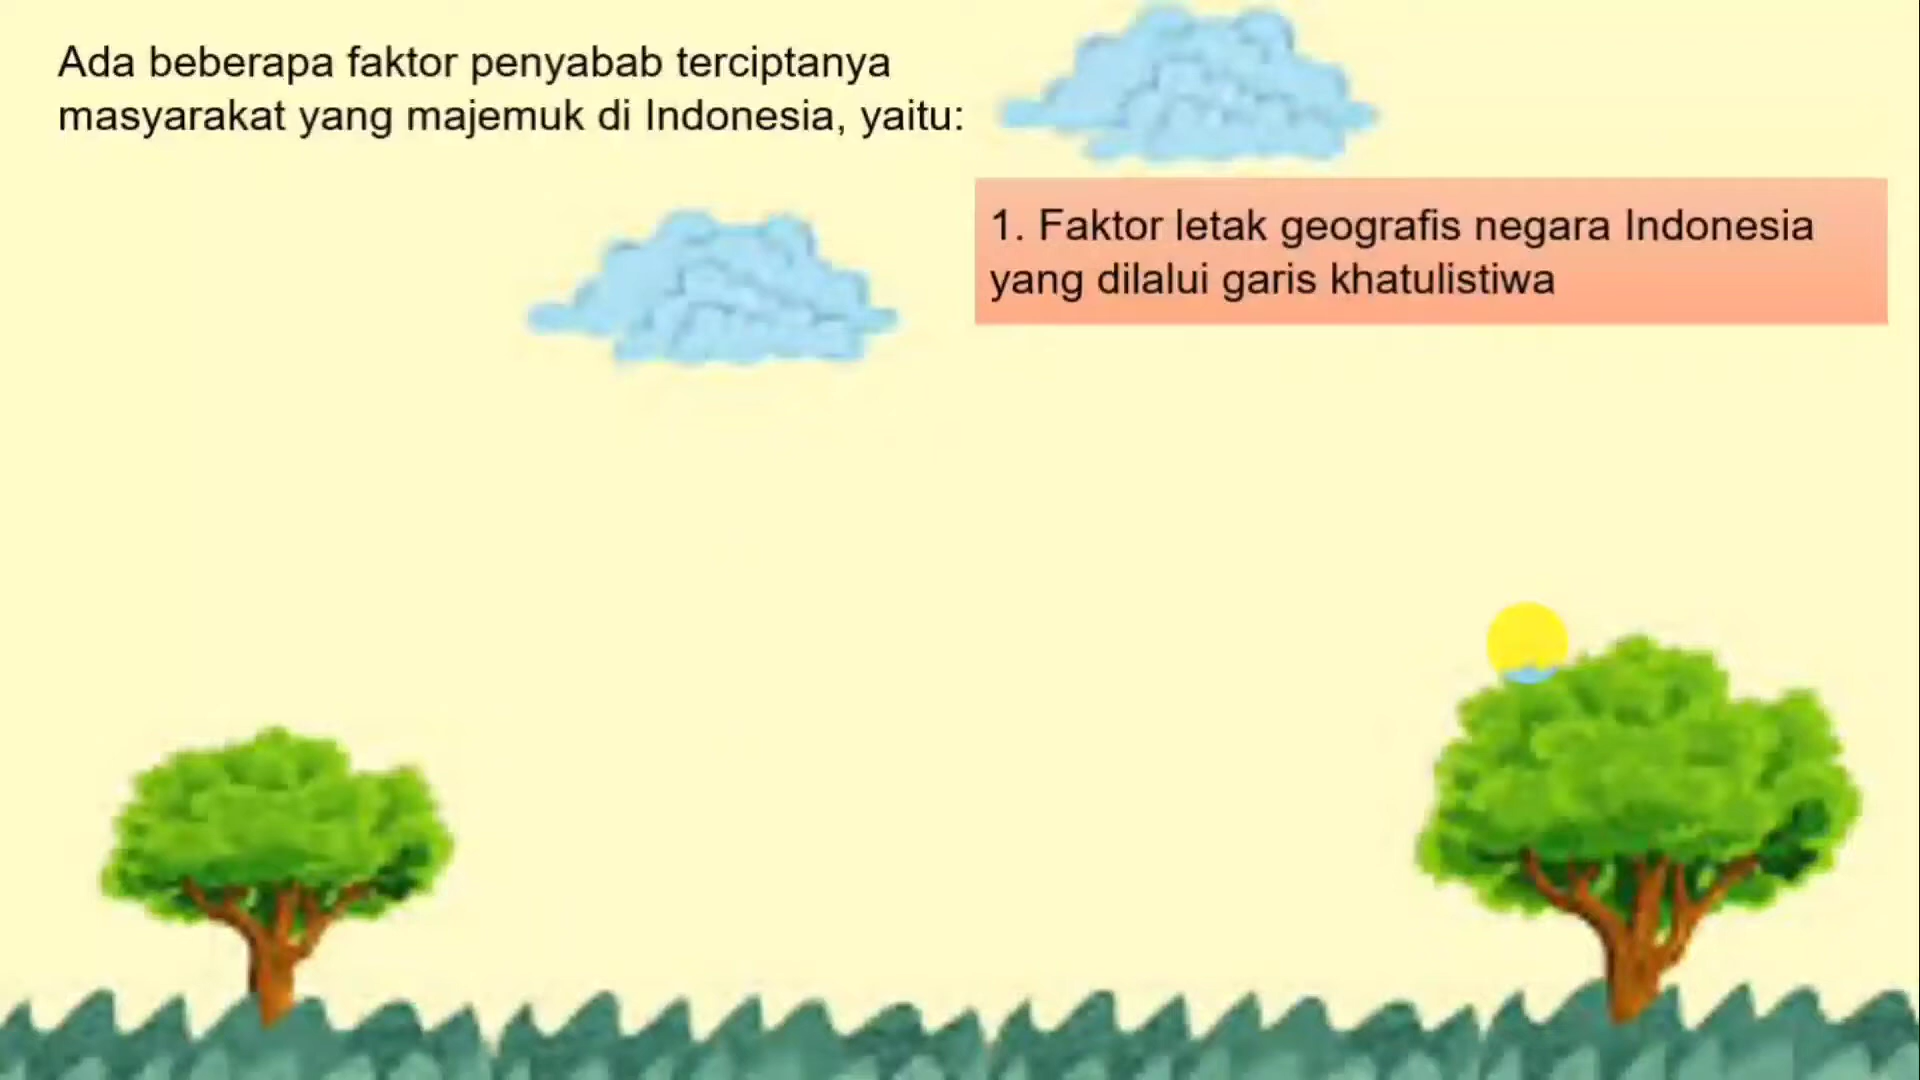 Ada beberapa faktor penyabab terciptanya
masyarakat yang majemuk di Indonesia, yaitu:
1. Faktor letak geografis negara Indonesia
yang dilalui garis khatulistiwa